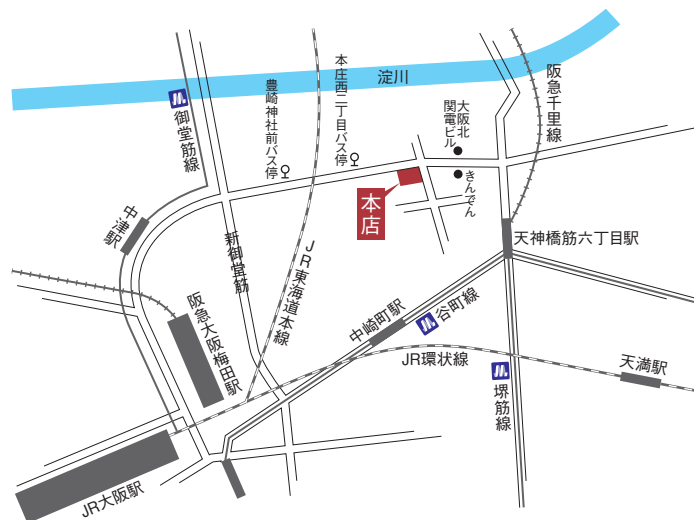 淀川
阪急千里線
御堂筋線
豊崎神社前バス停
本庄西二丁目バス停
大阪北
関電ビル
きんでん
本店
中津駅
新御堂筋
JR東海道本線
天神橋筋六丁目駅
阪急大阪梅田駅
中崎町駅
谷町線
JR環状線
天満駅
堺筋線
JR大阪駅